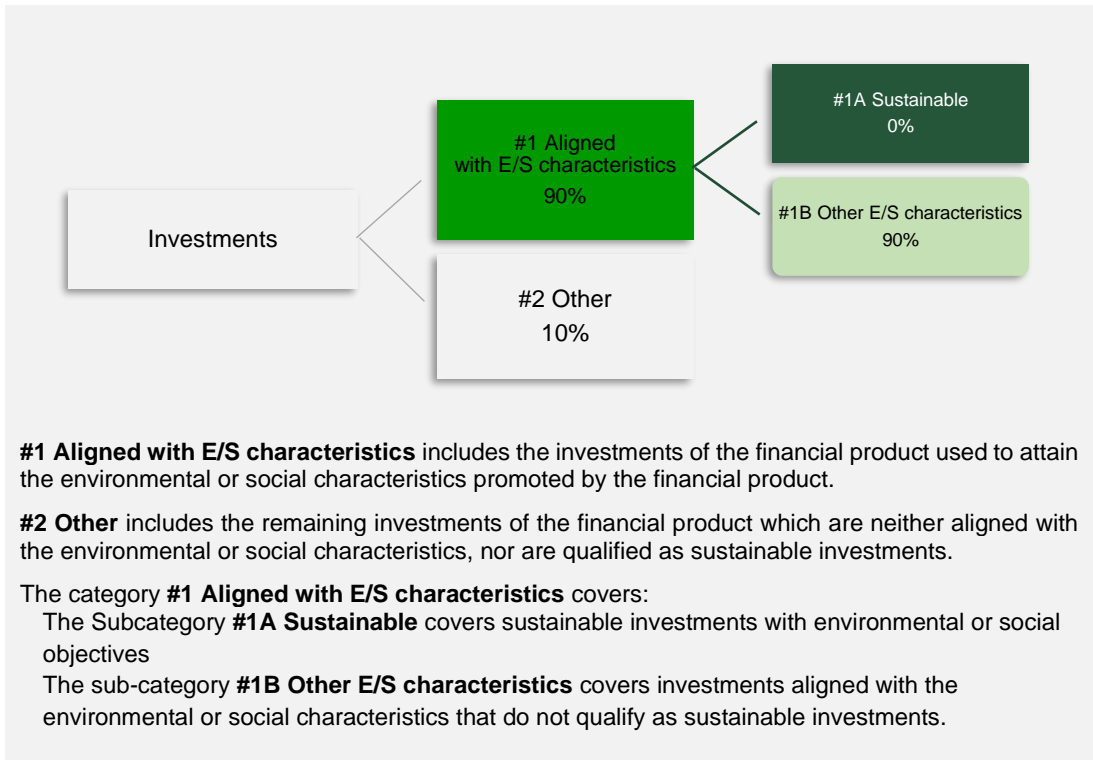 #1A Sustainable
0%
#1 Aligned
with E/S characteristics
90%
#1B Other E/S characteristics
90%
Investments
#2 Other
10%
#1 Aligned with E/S characteristics includes the investments of the financial product used to attain
the environmental or social characteristics promoted by the financial product.
#2 Other includes the remaining investments of the financial product which are neither aligned with
the environmental or social characteristics, nor are qualified as sustainable investments.
The category #1 Aligned with E/S characteristics covers:
The Subcategory #1A Sustainable covers sustainable investments with environmental or social
objectives
The sub-category #1B Other E/S characteristics covers investments aligned with the
environmental or social characteristics that do not qualify as sustainable investments.